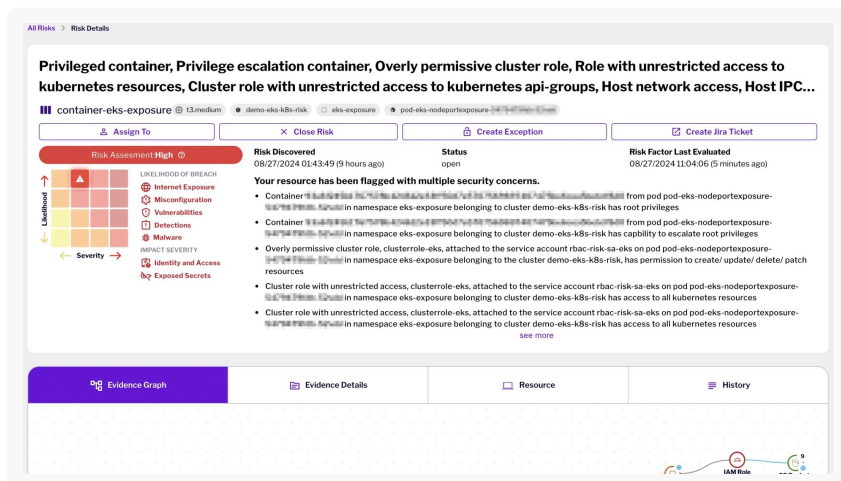 All Risks > Risk Details
Privileged container, Privilege escalation container, Overly permissive cluster role, Role with unrestricted access to
kubernetes resources, Cluster role with unrestricted access to kubernetes api-groups, Host network access, Host IPC...
container-eks-exposure t3.medium demo-eks-k8s-risk eks-exposure pod-eks-nodeportexposure-
Assign To
Close Risk
Create Exception
Create Jira Ticket
Risk Assesment:High
Likelihood
Severity
LIKELIHOOD OF BREACH
Internet Exposure
Misconfiguration
Vulnerabilities
Detections
Malware
IMPACT SEVERITY
Identity and Access
Exposed Secrets
Risk Discovered
08/27/2024 01:43:49 (9 hours ago)
Status
open
Risk Factor Last Evaluated
08/27/2024 11:04:06 (5 minutes ago)
Your resource has been flagged with multiple security concerns.
• Container from pod pod-eks-nodeportexposure-
in namespace eks-exposure belonging to cluster demo-eks-k8s-risk has root privileges
• Container from pod pod-eks-nodeportexposure-
in namespace eks-exposure belonging to cluster demo-eks-k8s-risk has capbility to escalate root privileges
• Overly permissive cluster role, clusterrole-eks, attached to the service account rbac-risk-sa-eks on pod pod-eks-nodeportexposure-
in namespace eks-exposure belonging to the cluster demo-eks-k8s-risk, has permission to create/ update/ delete/ patch
resources
• Cluster role with unrestricted access, clusterrole-eks, attached to the service account rbac-risk-sa-eks on pod pod-eks-nodeportexposure-
in namespace eks-exposure belonging to cluster demo-eks-k8s-risk has access to all kubernetes resources
• Cluster role with unrestricted access, clusterrole-eks, attached to the service account rbac-risk-sa-eks on pod pod-eks-nodeportexposure-
in namespace eks-exposure belonging to cluster demo-eks-k8s-risk has access to all kubernetes resources
see more
Evidence Graph
Evidence Details
Resource
History
IAM Role
9